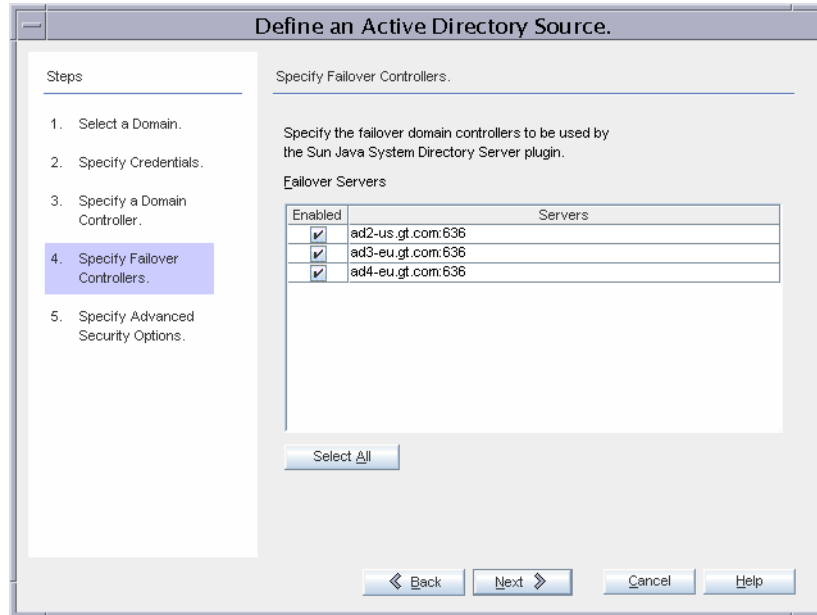 Define an Active Directory Source.
Steps
1. Select a Domain.
2. Specify Credentials.
3. Specify a Domain
Controller.
4. Specify Failover
Controllers.
5. Specify Advanced
Security Options.
Specify Failover Controllers.
Specify the failover domain controllers to be used by
the Sun Java System Directory Server plugin.
Failover Servers
Enabled Servers
ad2-us.gt.com:636
ad3-eu.gt.com:636
ad4-eu.gt.com:636
Select All
Back Next Cancel Help